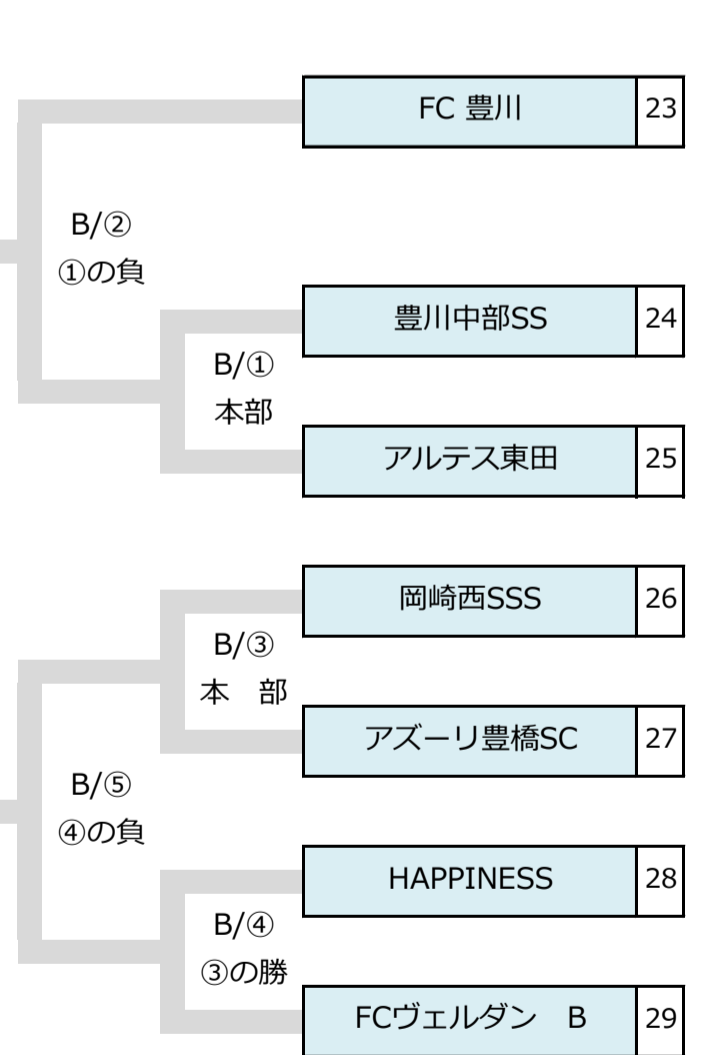 FC 豊川 23
B/②
①の負
豊川中部SS 24
B/①
本部
アルテス東田 25
岡崎西SSS 26
B/③
本　部
アズーリ豊橋SC 27
B/⑤
④の負
HAPPINESS 28
B/④
③の勝
FCヴェルダン　B 29